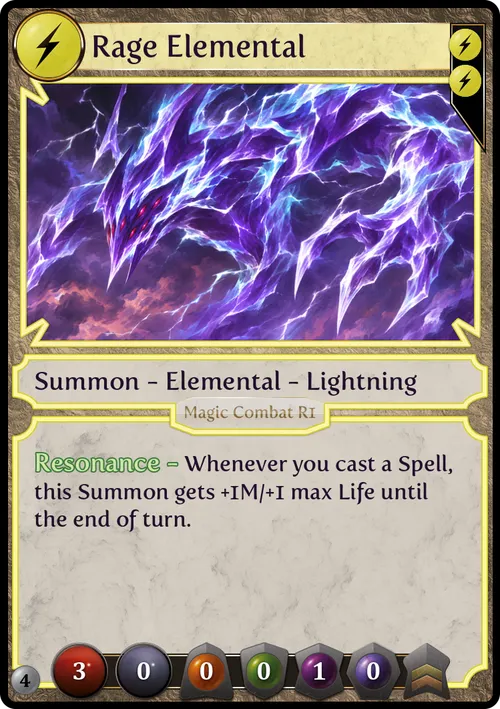 Rage Elemental
Summon – Elemental – Lightning
Magic Combat R1
Resonance – Whenever you cast a Spell,
this Summon gets +1M/+1 max Life until
the end of turn.
4 3* 0* 0 0 1 0